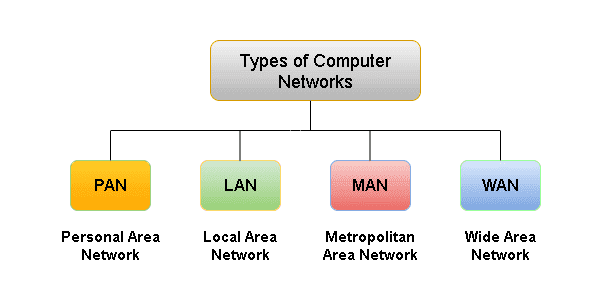 Types of Computer
Networks
PAN
LAN
MAN
WAN
Personal Area
Network
Local Area
Network
Metropolitan
Area Network
Wide Area
Network